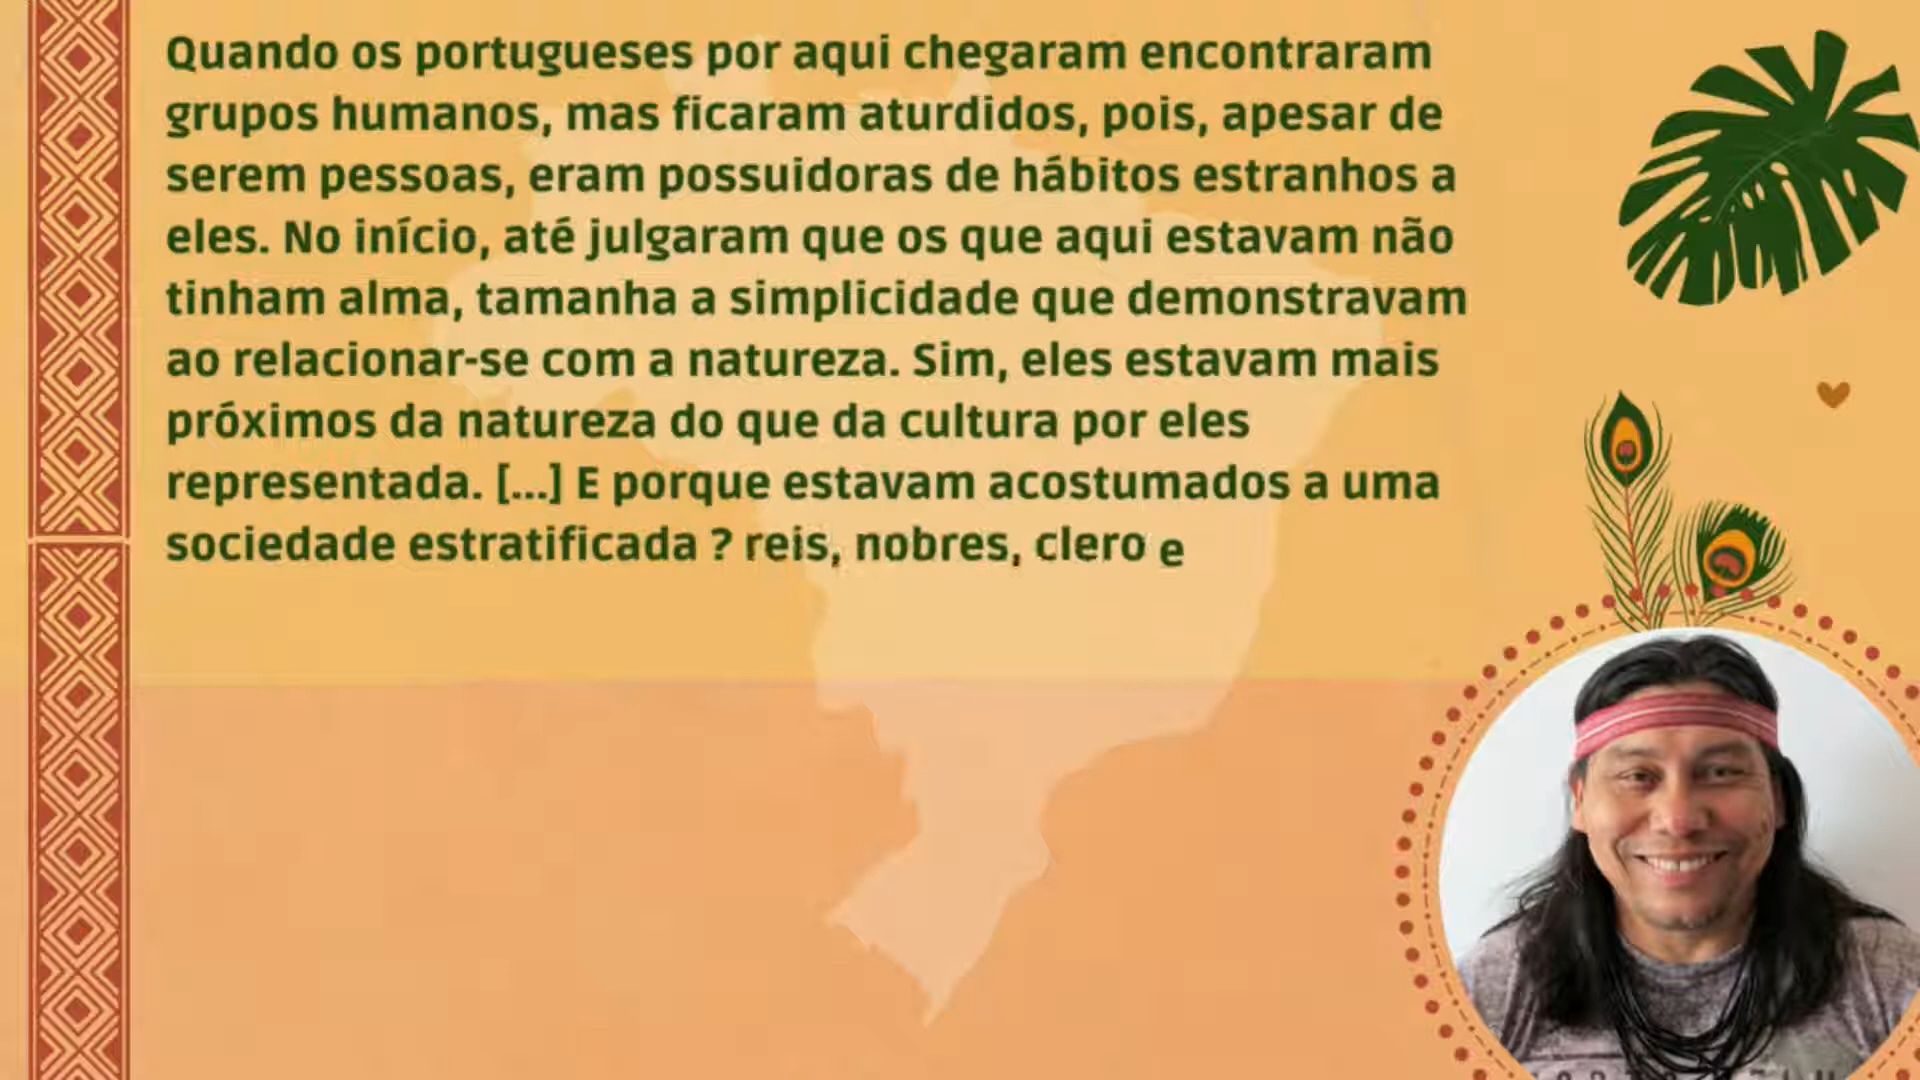 Quando os portugueses por aqui chegaram encontraram
grupos humanos, mas ficaram aturdidos, pois, apesar de
serem pessoas, eram possuidoras de hábitos estranhos a
eles. No início, até julgaram que os que aqui estavam não
tinham alma, tamanha a simplicidade que demonstravam
ao relacionar-se com a natureza. Sim, eles estavam mais
próximos da natureza do que da cultura por eles
representada. [...] E porque estavam acostumados a uma
sociedade estratificada ? reis, nobres, clero e